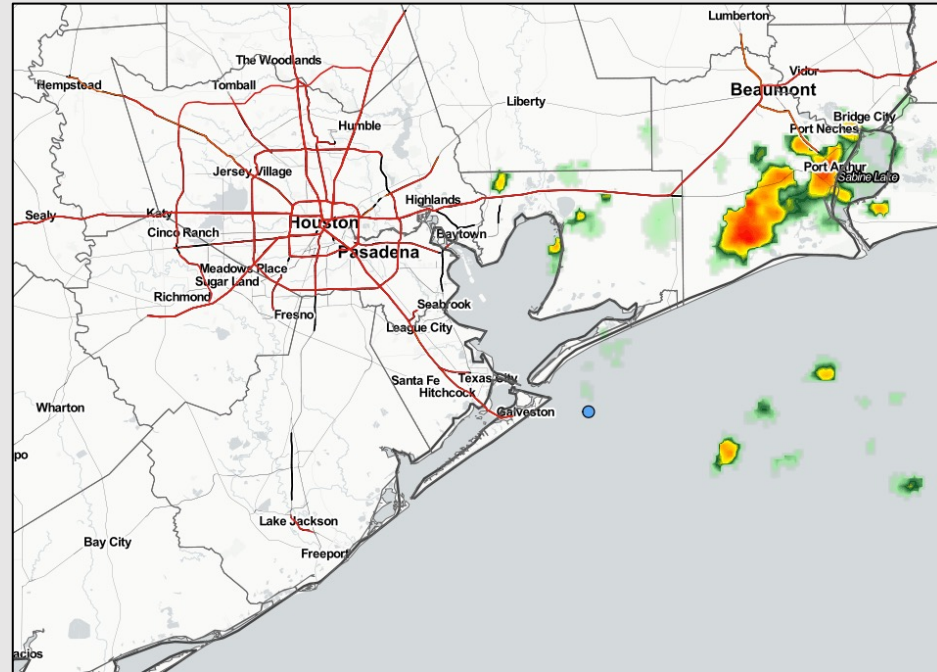 Lumberton
The Woodlands
Vidor
Hempstead
Tomball
Beaumont
Liberty
Bridge City
Humble
Port Neches
Jersey Village
Port Arthur
Sabine Lake
Highlands
Sealy
Katy
Houston
Cinco Ranch
Baytown
Pasadena
Meadows Place
Sugar Land
Richmond
Seabrook
Fresno
League City
Santa Fe
Texas City
Hitchcock
Wharton
Galveston
po
Lake Jackson
Bay City
Freeport
acios